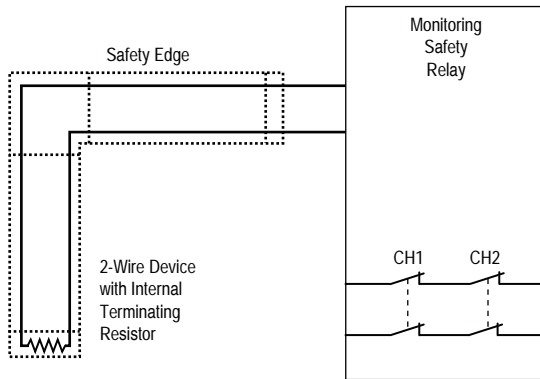 Monitoring
Safety
Relay
Safety Edge
2-Wire Device
with Internal
Terminating
Resistor
CH1 CH2